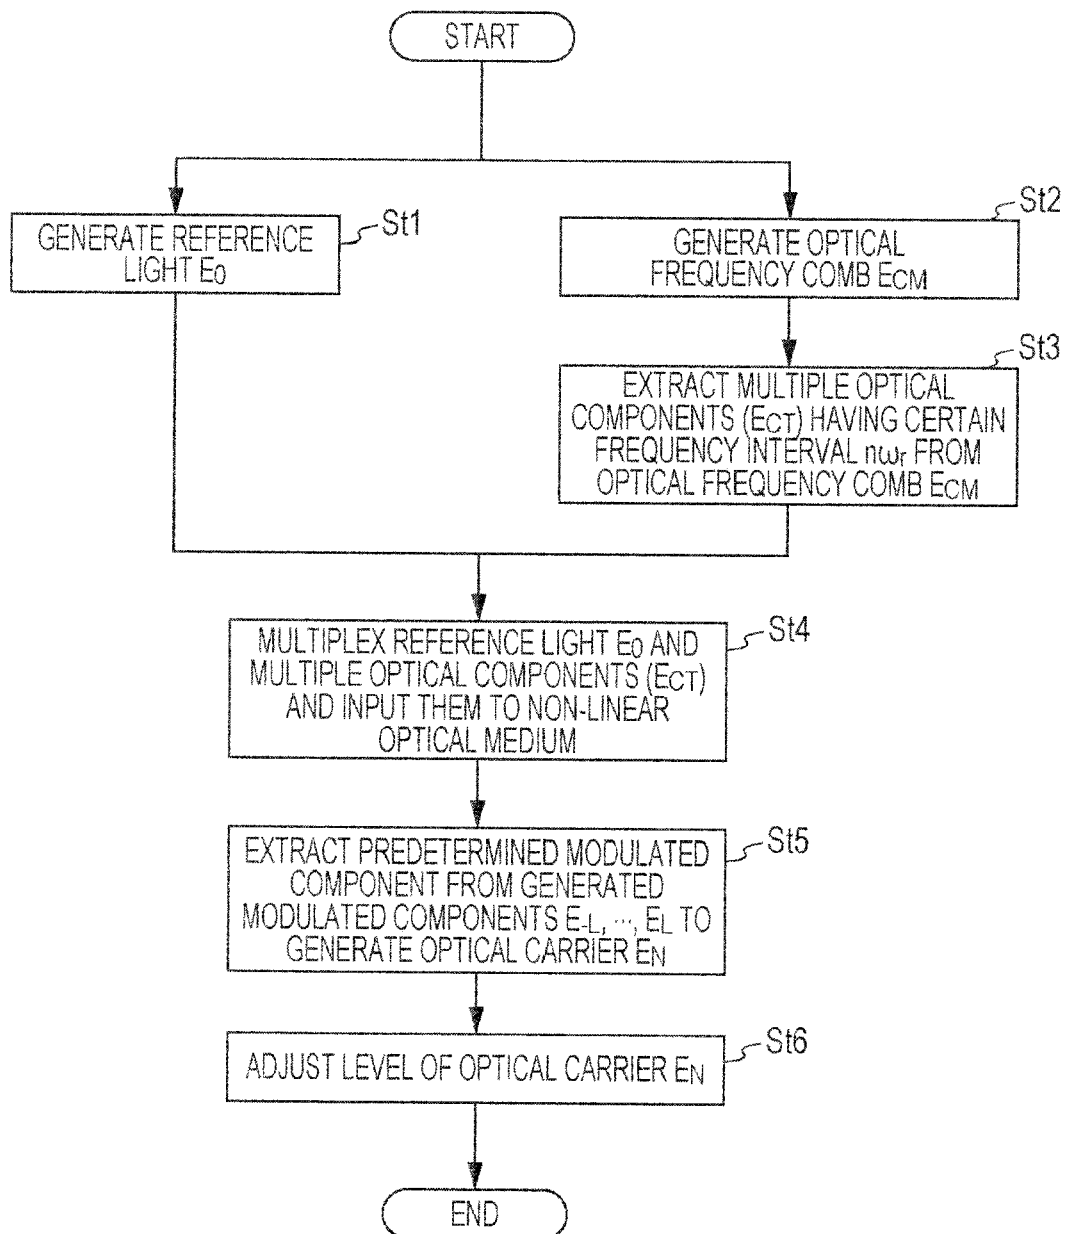 START
St1
GENERATE REFERENCE
LIGHT E0
St2
GENERATE OPTICAL
FREQUENCY COMB ECM
St3
EXTRACT MULTIPLE OPTICAL
COMPONENTS (ECT) HAVING CERTAIN
FREQUENCY INTERVAL nωr FROM
OPTICAL FREQUENCY COMB ECM
St4
MULTIPLEX REFERENCE LIGHT E0 AND
MULTIPLE OPTICAL COMPONENTS (ECT)
AND INPUT THEM TO NON-LINEAR
OPTICAL MEDIUM
St5
EXTRACT PREDETERMINED MODULATED
COMPONENT FROM GENERATED
MODULATED COMPONENTS E-L, ···, EL TO
GENERATE OPTICAL CARRIER EN
St6
ADJUST LEVEL OF OPTICAL CARRIER EN
END